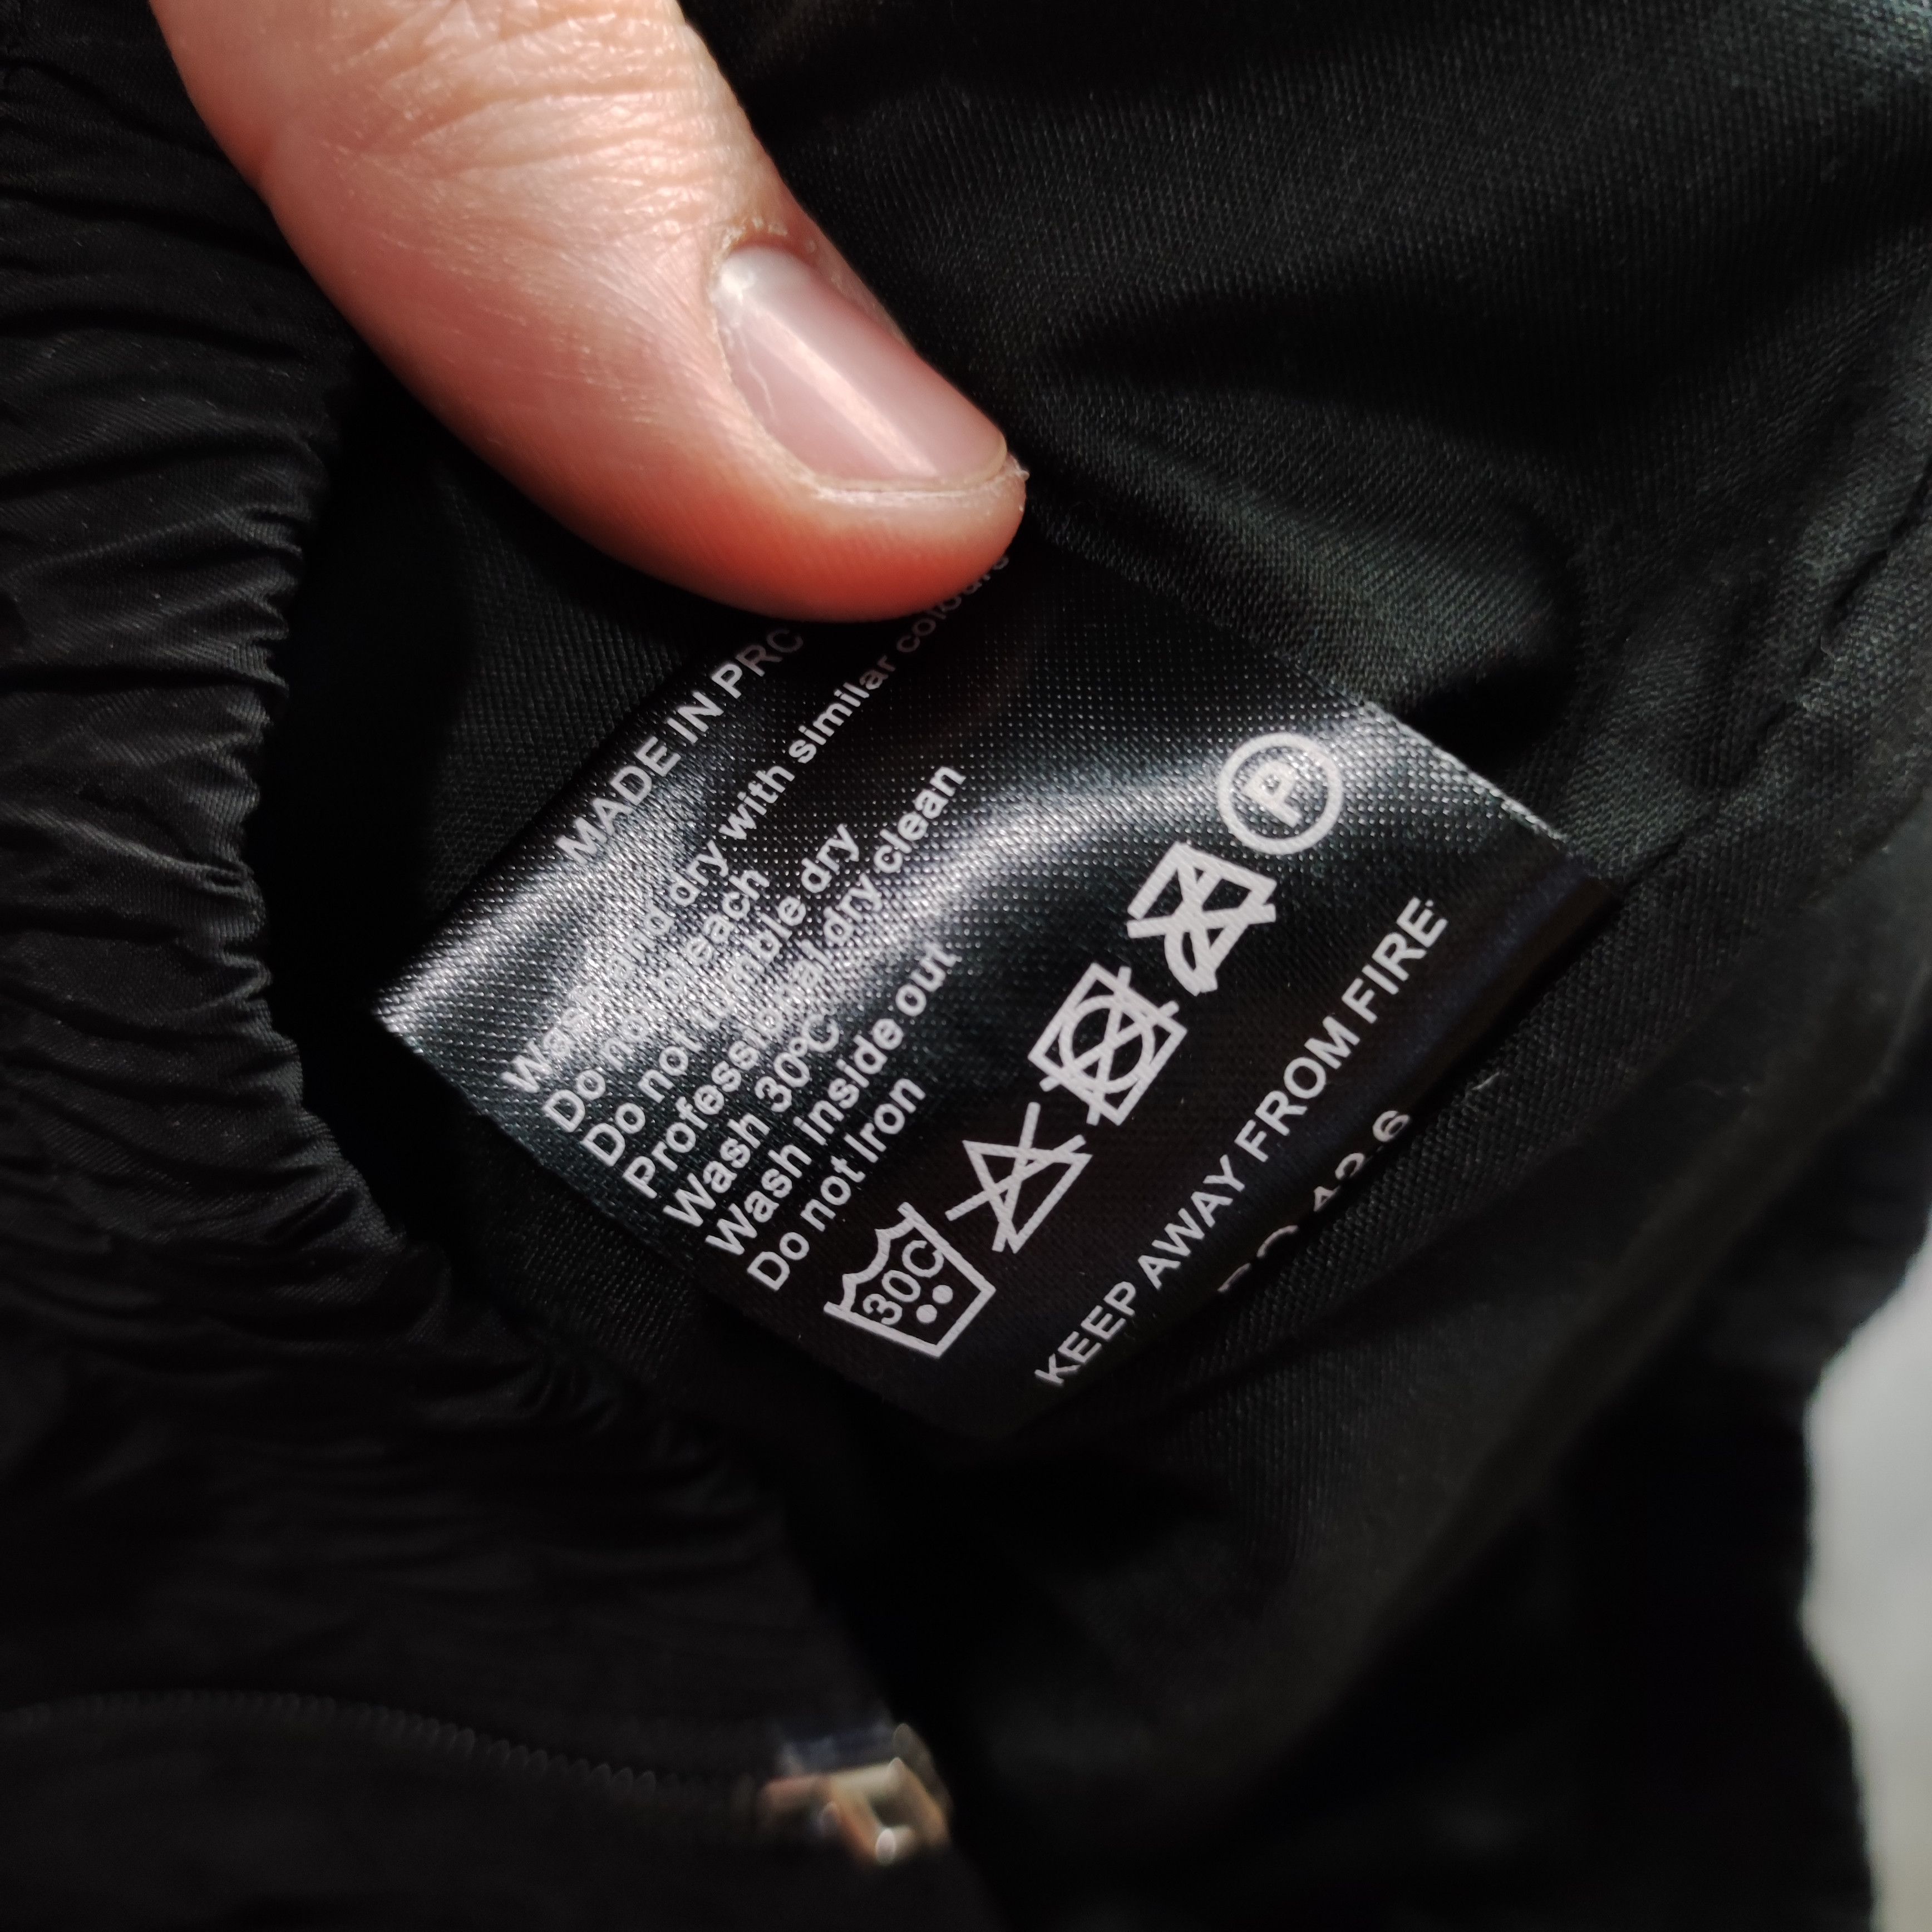 MADE IN PRC
Wash and dry with similar colours
Do not bleach
Do not tumble dry
Professional dry clean
Wash 30°C
Wash inside out
Do not Iron
30C
P
KEEP AWAY FROM FIRE